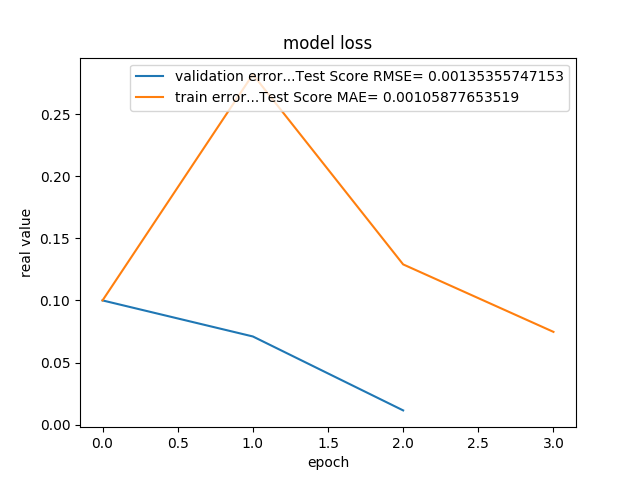 model loss
validation error...Test Score RMSE= 0.00135355747153
train error...Test Score MAE= 0.00105877653519
real value
0.25
0.20
0.15
0.10
0.05
0.00
0.0 0.5 1.0 1.5 2.0 2.5 3.0
epoch